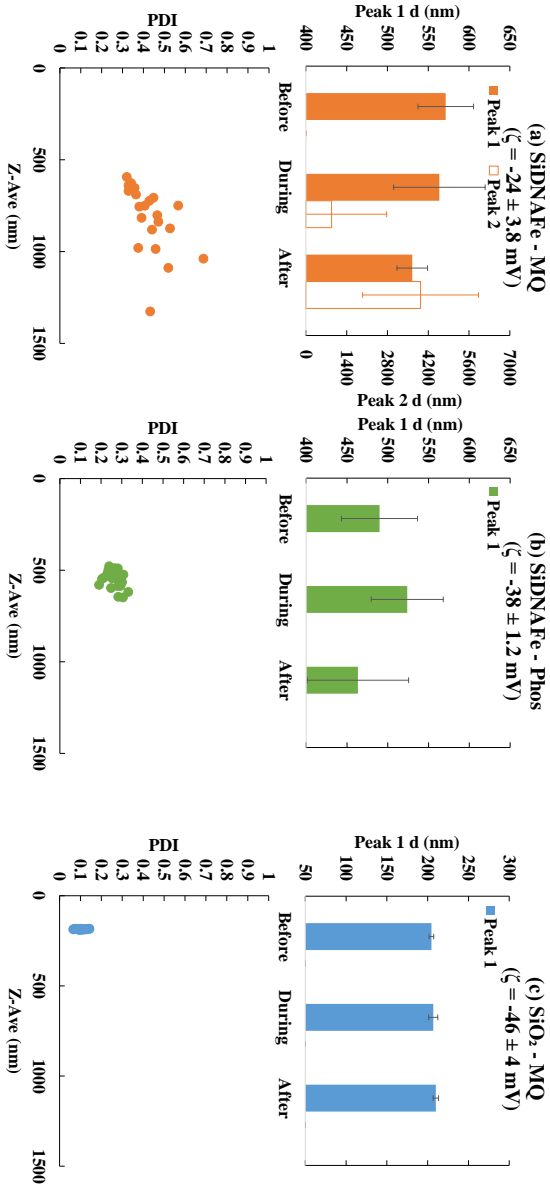 (a) SiDNAFe - MQ
(ζ = -24 ± 3.8 mV)
Peak 1 Peak 2
Peak 1 d (nm)
650
600
550
500
450
400
Before During After
7000
5600
4200
2800
1400
0
Peak 2 d (nm)
PDI
1
0.9
0.8
0.7
0.6
0.5
0.4
0.3
0.2
0.1
0
0 500 1000 1500
Z-Ave (nm)
(b) SiDNAFe - Phos
(ζ = -38 ± 1.2 mV)
Peak 1
Peak 1 d (nm)
650
600
550
500
450
400
Before During After
PDI
1
0.9
0.8
0.7
0.6
0.5
0.4
0.3
0.2
0.1
0
0 500 1000 1500
Z-Ave (nm)
(c) SiO₂ - MQ
(ζ = -46 ± 4 mV)
Peak 1
Peak 1 d (nm)
300
250
200
150
100
50
Before During After
PDI
1
0.9
0.8
0.7
0.6
0.5
0.4
0.3
0.2
0.1
0
0 500 1000 1500
Z-Ave (nm)